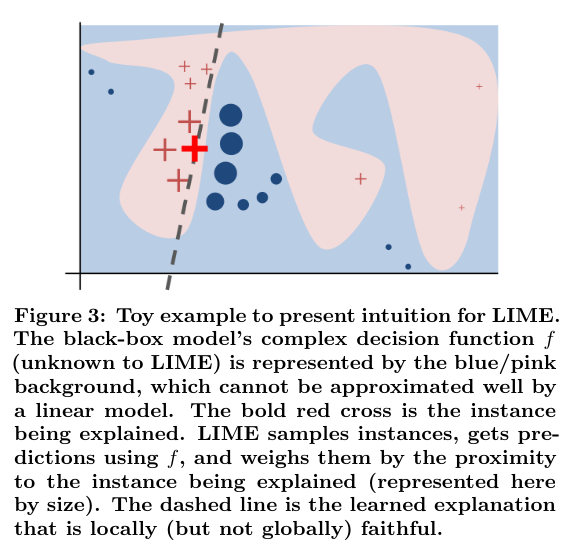 Figure 3: Toy example to present intuition for LIME.
The black-box model's complex decision function f
(unknown to LIME) is represented by the blue/pink
background, which cannot be approximated well by
a linear model. The bold red cross is the instance
being explained. LIME samples instances, gets pre-
dictions using f, and weighs them by the proximity
to the instance being explained (represented here
by size). The dashed line is the learned explanation
that is locally (but not globally) faithful.